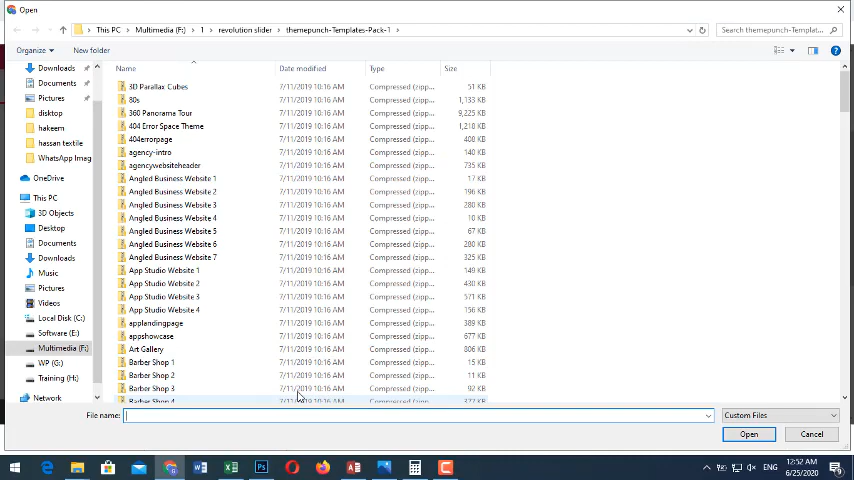 Open
This PC › Multimedia (F:) › 1 › revolution slider › themepunch-Templates-Pack-1 ›
Search themepunch-Templat...
Organize New folder
Name Date modified Type Size
Downloads
Documents
Pictures
disktop
hakeem
hassan textile
WhatsApp Imag
OneDrive
This PC
3D Objects
Desktop
Documents
Downloads
Music
Pictures
Videos
Local Disk (C:)
Software (E:)
Multimedia (F:)
WP (G:)
Training (H:)
Network
3D Parallax Cubes 7/11/2019 10:16 AM Compressed (zipp... 51 KB
80s 7/11/2019 10:16 AM Compressed (zipp... 1,133 KB
360 Panorama Tour 7/11/2019 10:16 AM Compressed (zipp... 9,225 KB
404 Error Space Theme 7/11/2019 10:16 AM Compressed (zipp... 1,218 KB
404errorpage 7/11/2019 10:16 AM Compressed (zipp... 408 KB
agency-intro 7/11/2019 10:16 AM Compressed (zipp... 140 KB
agencywebsiteheader 7/11/2019 10:16 AM Compressed (zipp... 735 KB
Angled Business Website 1 7/11/2019 10:16 AM Compressed (zipp... 17 KB
Angled Business Website 2 7/11/2019 10:16 AM Compressed (zipp... 196 KB
Angled Business Website 3 7/11/2019 10:16 AM Compressed (zipp... 280 KB
Angled Business Website 4 7/11/2019 10:16 AM Compressed (zipp... 10 KB
Angled Business Website 5 7/11/2019 10:16 AM Compressed (zipp... 67 KB
Angled Business Website 6 7/11/2019 10:16 AM Compressed (zipp... 280 KB
Angled Business Website 7 7/11/2019 10:16 AM Compressed (zipp... 325 KB
App Studio Website 1 7/11/2019 10:16 AM Compressed (zipp... 149 KB
App Studio Website 2 7/11/2019 10:16 AM Compressed (zipp... 430 KB
App Studio Website 3 7/11/2019 10:16 AM Compressed (zipp... 571 KB
App Studio Website 4 7/11/2019 10:16 AM Compressed (zipp... 156 KB
applandingpage 7/11/2019 10:16 AM Compressed (zipp... 389 KB
appshowcase 7/11/2019 10:16 AM Compressed (zipp... 677 KB
Art Gallery 7/11/2019 10:16 AM Compressed (zipp... 806 KB
Barber Shop 1 7/11/2019 10:16 AM Compressed (zipp... 15 KB
Barber Shop 2 7/11/2019 10:16 AM Compressed (zipp... 11 KB
Barber Shop 3 7/11/2019 10:16 AM Compressed (zipp... 92 KB
Barber Shop 4 7/11/2019 10:16 AM Compressed (zipp... 377 KB
File name: Custom Files
Open Cancel
ENG 12:52 AM
6/25/2020